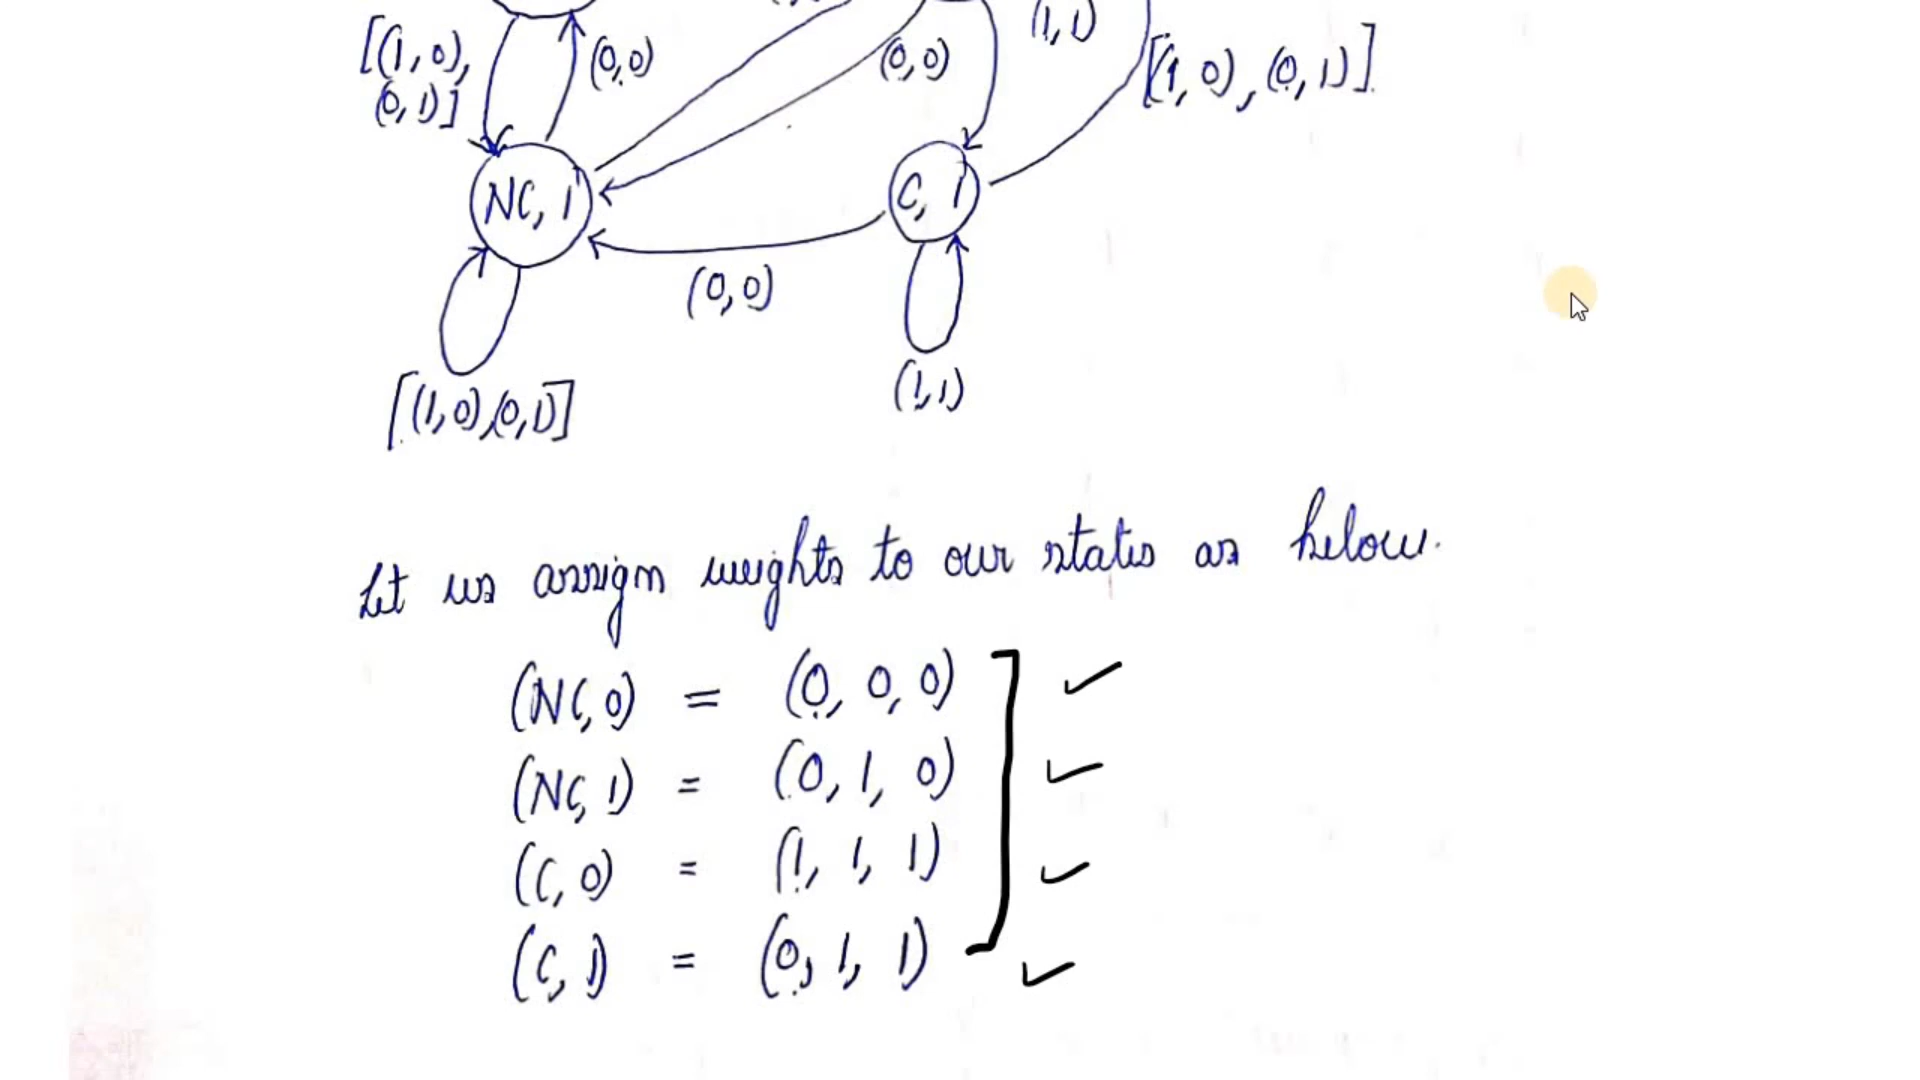 [(1, 0),
(0, 1)]
(0,0)
(0,0)
(1, 1)
[(1, 0), (0, 1)]
NC, 1
C, 1
(0,0)
[(1,0),(0,1)]
(1,1)
Let us assign weights to our states as below.
(NC,0) = (0, 0, 0)
(NC, 1) = (0, 1, 0)
(C, 0) = (1, 1, 1)
(C, 1) = (0, 1, 1)